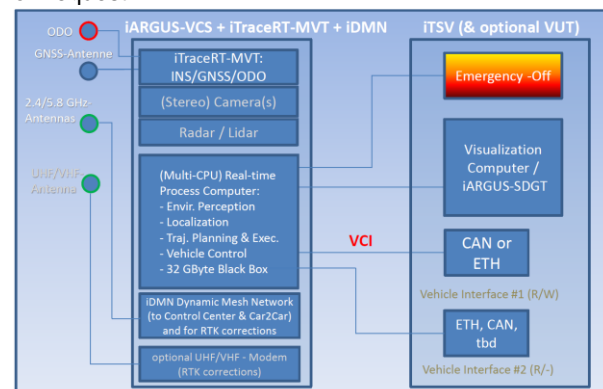 iARGUS-VCS + iTraceRT-MVT + iDMN
iTSV (& optional VUT)
ODO
GNSS-Antenne
2.4/5.8 GHz-
Antennas
UHF/VHF-
Antenne
iTraceRT-MVT:
INS/GNSS/ODO
(Stereo) Camera(s)
Radar / Lidar
(Multi-CPU) Real-time
Process Computer:
- Envir. Perception
- Localization
- Traj. Planning & Exec.
- Vehicle Control
- 32 GByte Black Box
iDMN Dynamic Mesh Network
(to Control Center & Car2Car)
and for RTK corrections
optional UHF/VHF - Modem
(RTK corrections)
VCI
Emergency -Off
Visualization
Computer /
iARGUS-SDGT
CAN or
ETH
Vehicle Interface #1 (R/W)
ETH, CAN,
tbd
Vehicle Interface #2 (R/-)